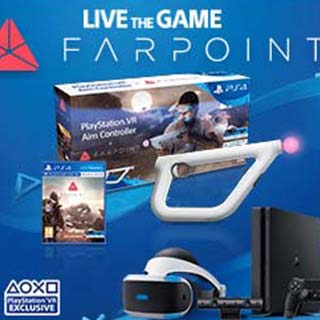 LIVE THE GAME
FARPOINT
PlayStation VR
Aim Controller
FARPOINT
PS4
PS4
PlayStation VR
EXCLUSIVE